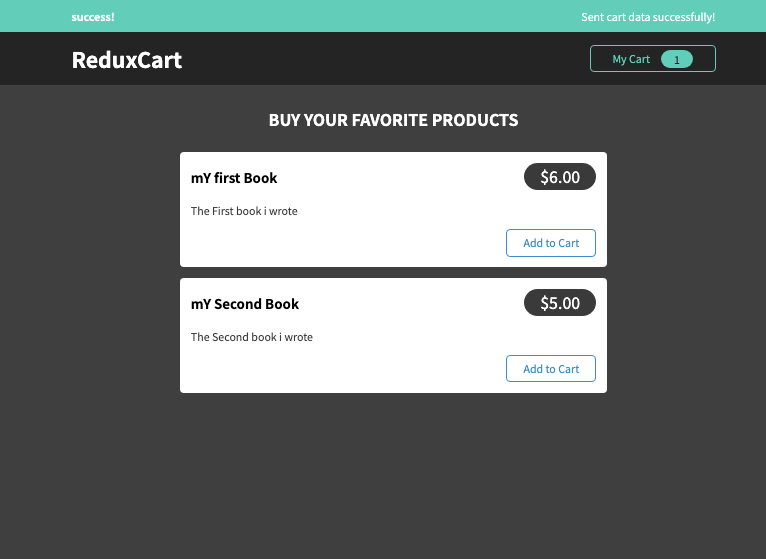 success! Sent cart data successfully!
ReduxCart My Cart 1
BUY YOUR FAVORITE PRODUCTS
mY first Book $6.00
The First book i wrote
Add to Cart
mY Second Book $5.00
The Second book i wrote
Add to Cart